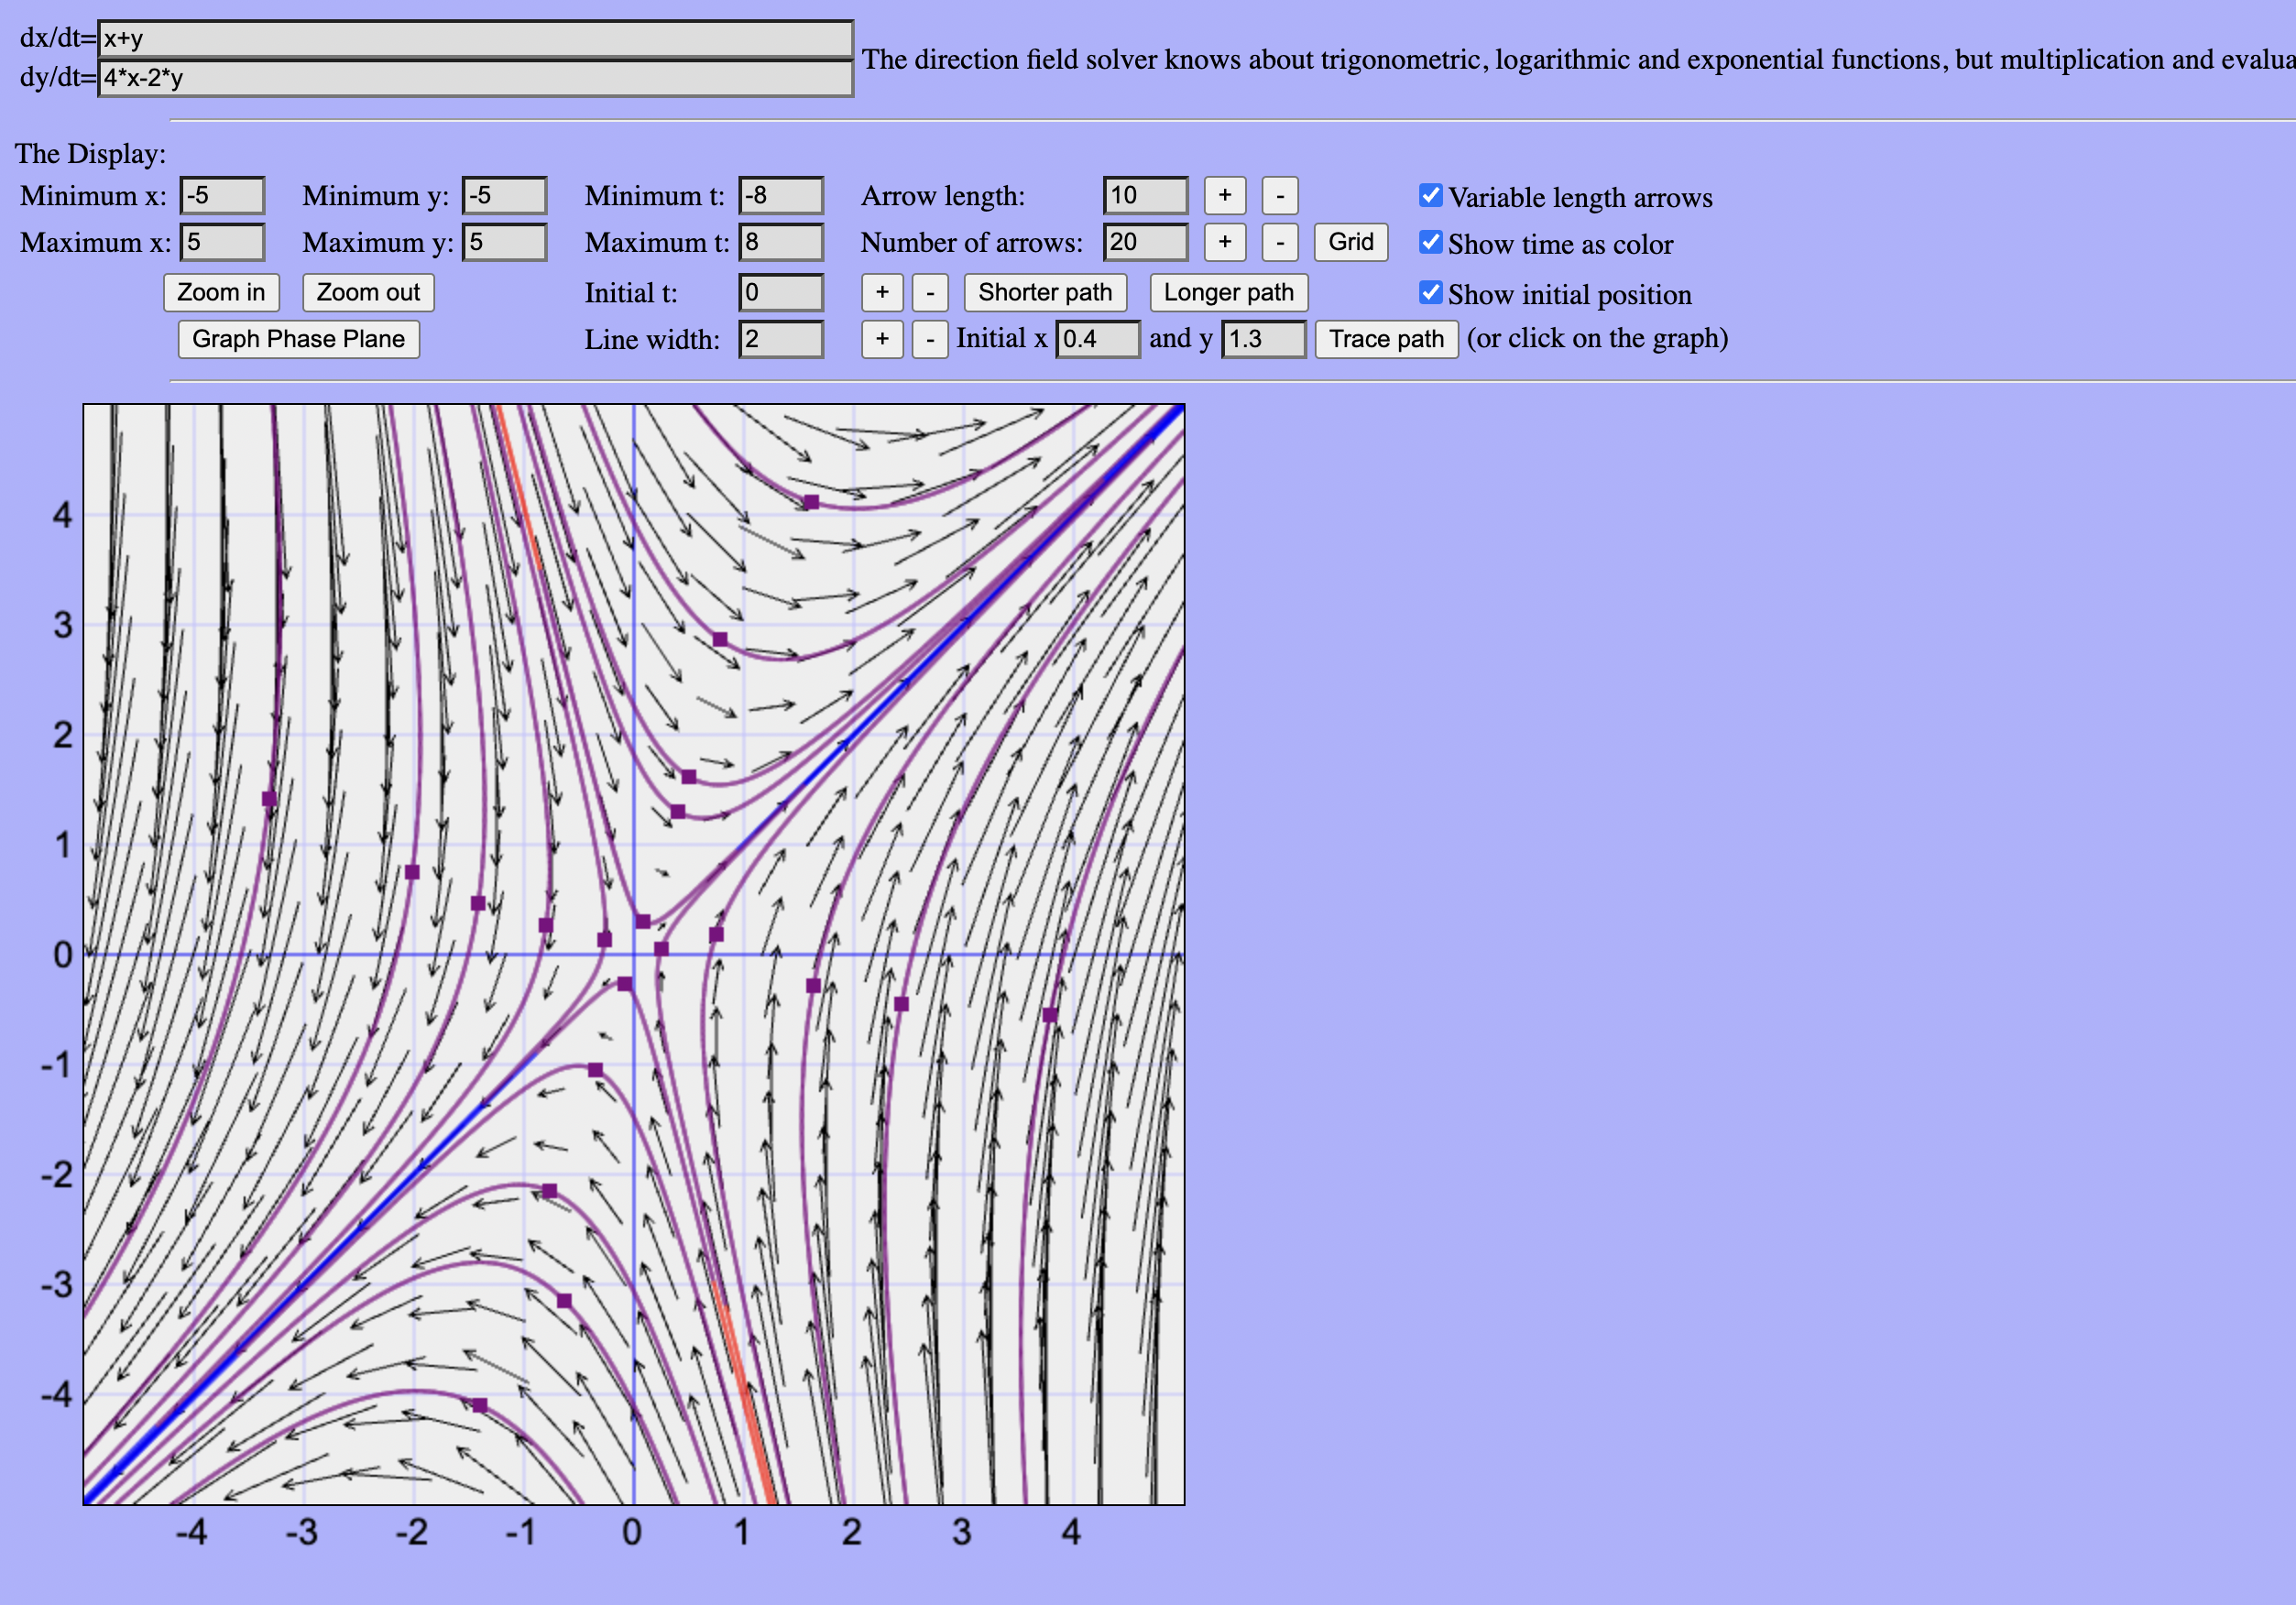 dx/dt= x+y
dy/dt= 4*x-2*y
The direction field solver knows about trigonometric, logarithmic and exponential functions, but multiplication and evalua
The Display:
Minimum x: -5 Minimum y: -5 Minimum t: -8 Arrow length: 10 + - Variable length arrows
Maximum x: 5 Maximum y: 5 Maximum t: 8 Number of arrows: 20 + - Grid Show time as color
Zoom in Zoom out Initial t: 0 + - Shorter path Longer path Show initial position
Graph Phase Plane Line width: 2 + - Initial x 0.4 and y 1.3 Trace path (or click on the graph)
4
3
2
1
0
-1
-2
-3
-4
-4 -3 -2 -1 0 1 2 3 4